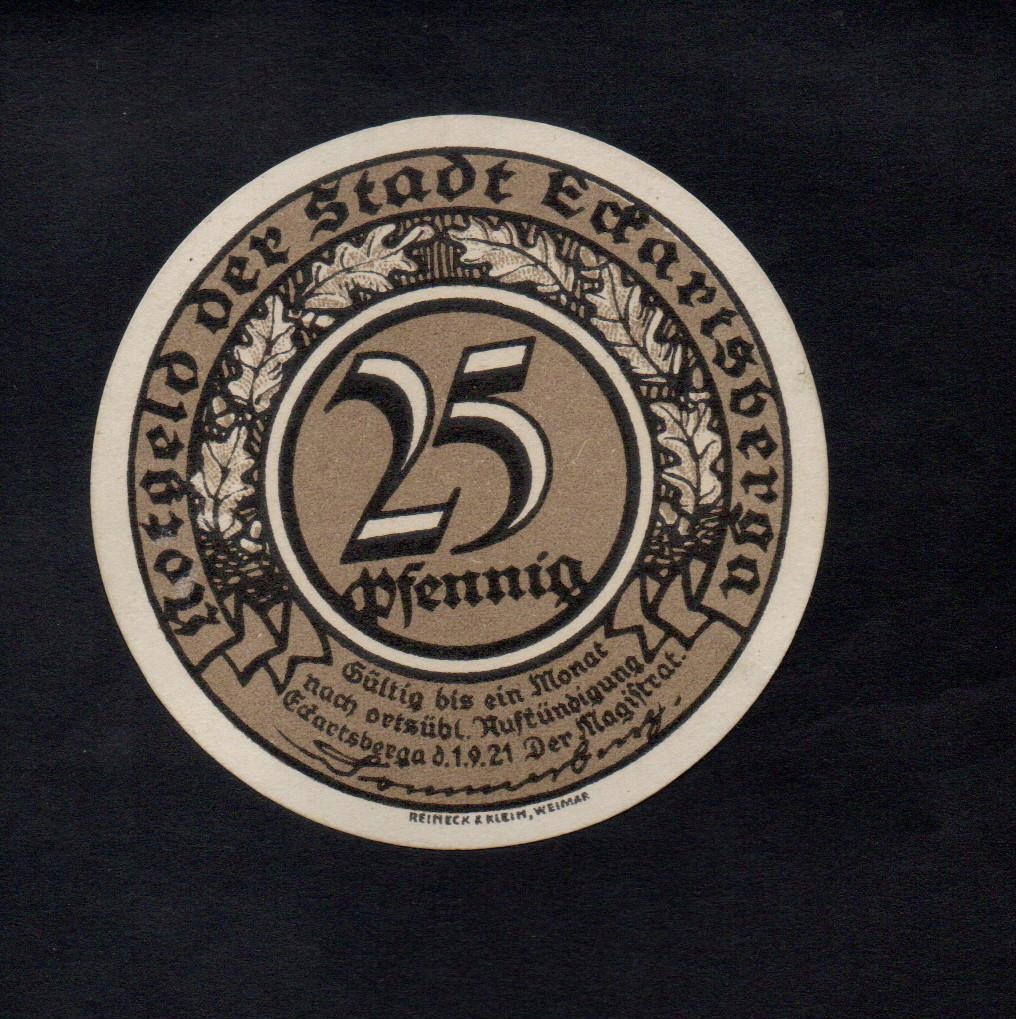 Notgeld der Stadt Eckartsberga
25
Pfennig
Gültig bis ein Monat
nach ortsübl. Aufkündigung
Eckartsberga d.1.9.21 Der Magistrat.
REINECK & KLEIN, WEIMAR